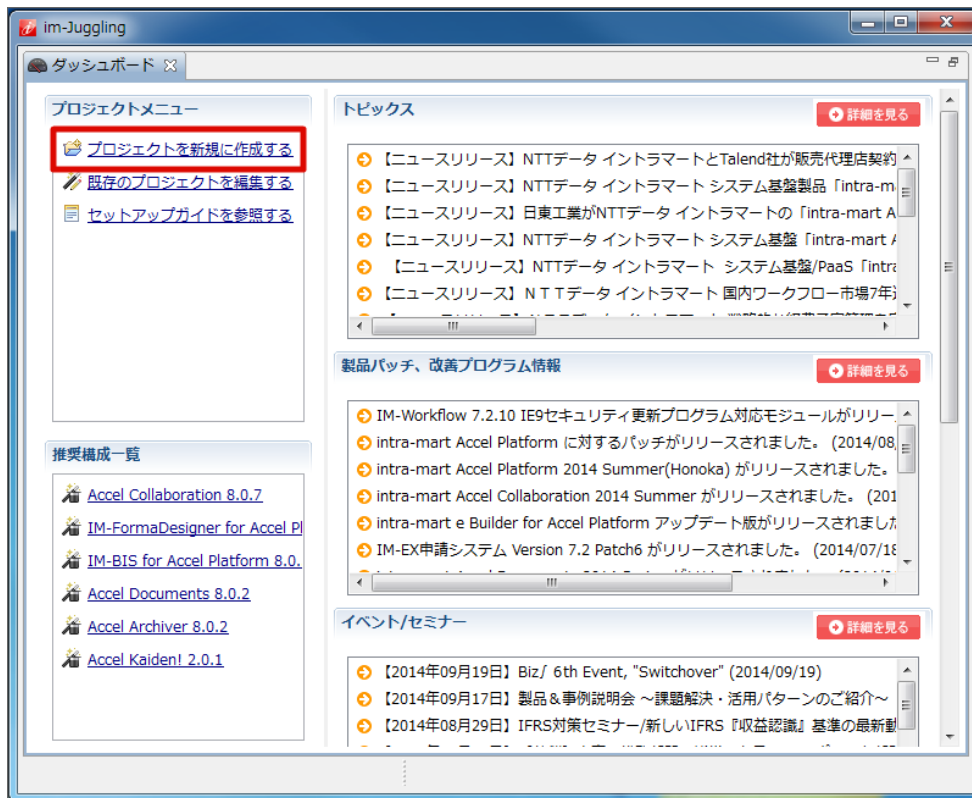 im-Juggling
ダッシュボード
プロジェクトメニュー
プロジェクトを新規に作成する
既存のプロジェクトを編集する
セットアップガイドを参照する
推奨構成一覧
Accel Collaboration 8.0.7
IM-FormaDesigner for Accel Pl
IM-BIS for Accel Platform 8.0.
Accel Documents 8.0.2
Accel Archiver 8.0.2
Accel Kaiden! 2.0.1
トピックス
詳細を見る
【ニュースリリース】NTTデータ イントラマートとTalend社が販売代理店契約
【ニュースリリース】NTTデータ イントラマート システム基盤製品「intra-m
【ニュースリリース】日東工業がNTTデータ イントラマートの「intra-mart A
【ニュースリリース】NTTデータ イントラマート システム基盤「intra-mart
【ニュースリリース】NTTデータ イントラマート システム基盤/PaaS「intra
【ニュースリリース】ＮＴＴデータ イントラマート 国内ワークフロー市場7年
製品パッチ、改善プログラム情報
詳細を見る
IM-Workflow 7.2.10 IE9セキュリティ更新プログラム対応モジュールがリリー
intra-mart Accel Platform に対するパッチがリリースされました。 (2014/08
intra-mart Accel Platform 2014 Summer(Honoka) がリリースされました。
intra-mart Accel Collaboration 2014 Summer がリリースされました。 (201
intra-mart e Builder for Accel Platform アップデート版がリリースされまし
IM-EX申請システム Version 7.2 Patch6 がリリースされました。 (2014/07/18
イベント/セミナー
詳細を見る
【2014年09月19日】Biz∫ 6th Event, "Switchover" (2014/09/19)
【2014年09月17日】製品＆事例説明会 ～課題解決・活用パターンのご紹介～
【2014年08月29日】IFRS対策セミナー/新しいIFRS『収益認識』基準の最新動